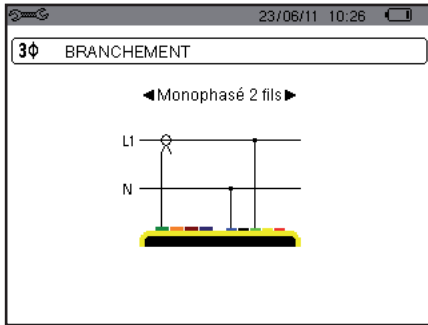 23/06/11 10:26
3Φ BRANCHEMENT
◄Monophasé 2 fils►
L1
N